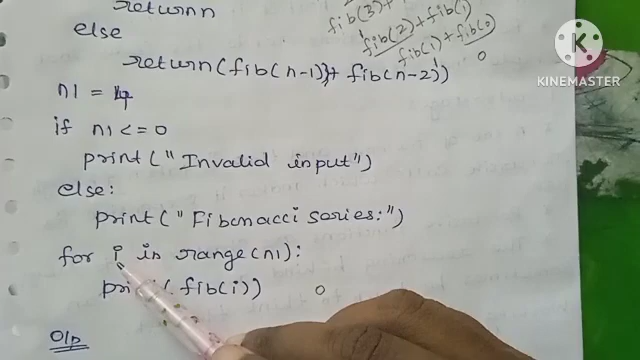 return n
fib(3)+
else
fib(2)+fib(1)
fib(1)+fib(0)
return(fib(n-1)+fib(n-2))
1
0
n1 = 4
if n1 <= 0
print("Invalid input")
else:
print("Fibonacci series:")
for i in range(n1):
fib(i))
0
O/p
KINEMASTER